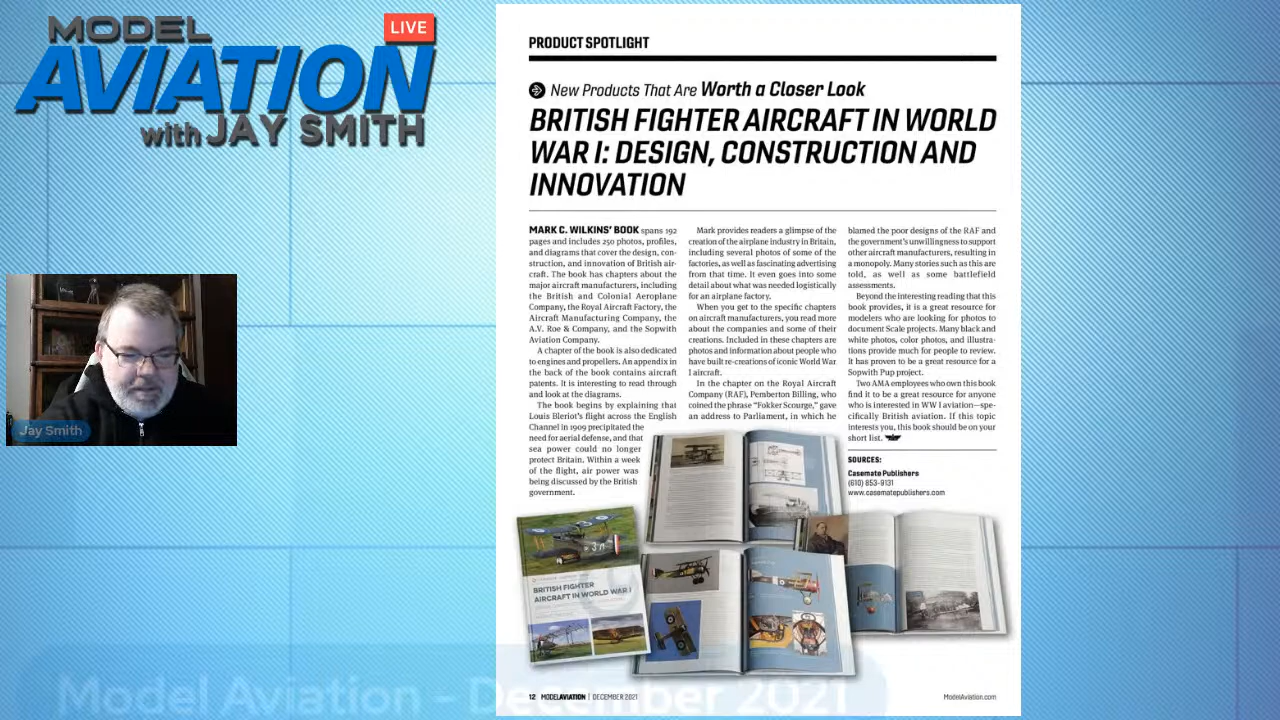 MODEL
AVIATION
LIVE
with JAY SMITH
Jay Smith
PRODUCT SPOTLIGHT
New Products That Are Worth a Closer Look
BRITISH FIGHTER AIRCRAFT IN WORLD
WAR I: DESIGN, CONSTRUCTION AND
INNOVATION
MARK C. WILKINS’ BOOK spans 192
pages and includes 250 photos, profiles,
and diagrams that cover the design, con-
struction, and innovation of British air-
craft. The book has chapters about the
major aircraft manufacturers, including
the British and Colonial Aeroplane
Company, the Royal Aircraft Factory, the
Aircraft Manufacturing Company, the
A.V. Roe & Company, and the Sopwith
Aviation Company.
A chapter of the book is also dedicated
to engines and propellers. An appendix in
the back of the book contains aircraft
patents. It is interesting to read through
and look at the diagrams.
The book begins by explaining that
Louis Bleriot’s flight across the English
Channel in 1909 precipitated the
need for aerial defense, and that
sea power could no longer
protect Britain. Within a week
of the flight, air power was
being discussed by the British
government.
Mark provides readers a glimpse of the
creation of the airplane industry in Britain,
including several photos of some of the
factories, as well as fascinating advertising
from that time. It even goes into some
detail about what was needed logistically
for an airplane factory.
When you get to the specific chapters
on aircraft manufacturers, you read more
about the companies and some of their
creations. Included in these chapters are
photos and information about people who
have built re-creations of iconic World War
I aircraft.
In the chapter on the Royal Aircraft
Company (RAF), Pemberton Billing, who
coined the phrase “Fokker Scourge,” gave
an address to Parliament, in which he
blamed the poor designs of the RAF and
the government’s unwillingness to support
other aircraft manufacturers, resulting in
a monopoly. Many stories such as this are
told, as well as some battlefield
assessments.
Beyond the interesting reading that this
book provides, it is a great resource for
modelers who are looking for photos to
document Scale projects. Many black and
white photos, color photos, and illustra-
tions provide much for people to review.
It has proven to be a great resource for a
Sopwith Pup project.
Two AMA employees who own this book
find it to be a great resource for anyone
who is interested in WW I aviation—spe-
cifically British aviation. If this topic
interests you, this book should be on your
short list.
SOURCES:
Casemate Publishers
(610) 853-9131
www.casematepublishers.com
BRITISH FIGHTER
AIRCRAFT IN WORLD WAR I
Model Aviation - December 2021
12 MODELAVIATION | DECEMBER 2021
ModelAviation.com